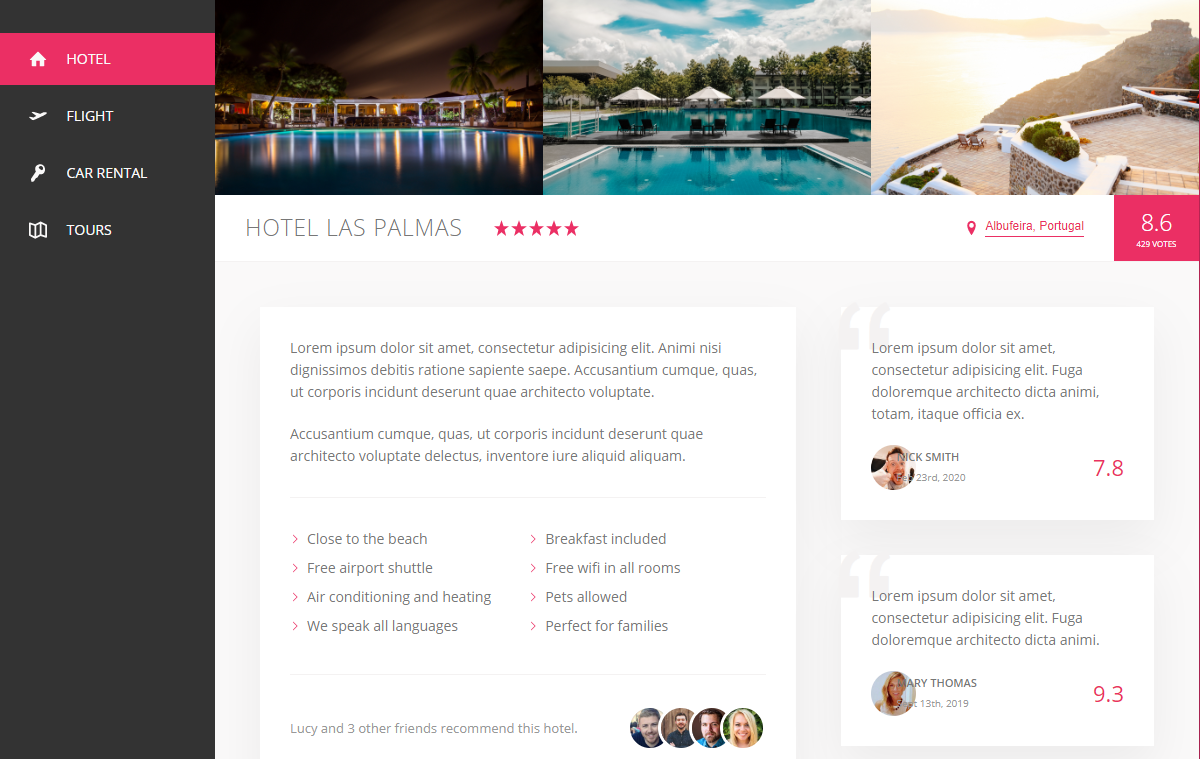 HOTEL
FLIGHT
CAR RENTAL
TOURS
HOTEL LAS PALMAS
Albufeira, Portugal
8.6
429 VOTES
Lorem ipsum dolor sit amet, consectetur adipisicing elit. Animi nisi
dignissimos debitis ratione sapiente saepe. Accusantium cumque, quas,
ut corporis incidunt deserunt quae architecto voluptate.
Accusantium cumque, quas, ut corporis incidunt deserunt quae
architecto voluptate delectus, inventore iure aliquid aliquam.
Close to the beach
Free airport shuttle
Air conditioning and heating
We speak all languages
Breakfast included
Free wifi in all rooms
Pets allowed
Perfect for families
Lucy and 3 other friends recommend this hotel.
“
Lorem ipsum dolor sit amet,
consectetur adipisicing elit. Fuga
doloremque architecto dicta animi,
totam, itaque officia ex.
NICK SMITH
Feb 23rd, 2020
7.8
“
Lorem ipsum dolor sit amet,
consectetur adipisicing elit. Fuga
doloremque architecto dicta animi.
MARY THOMAS
Sept 13th, 2019
9.3